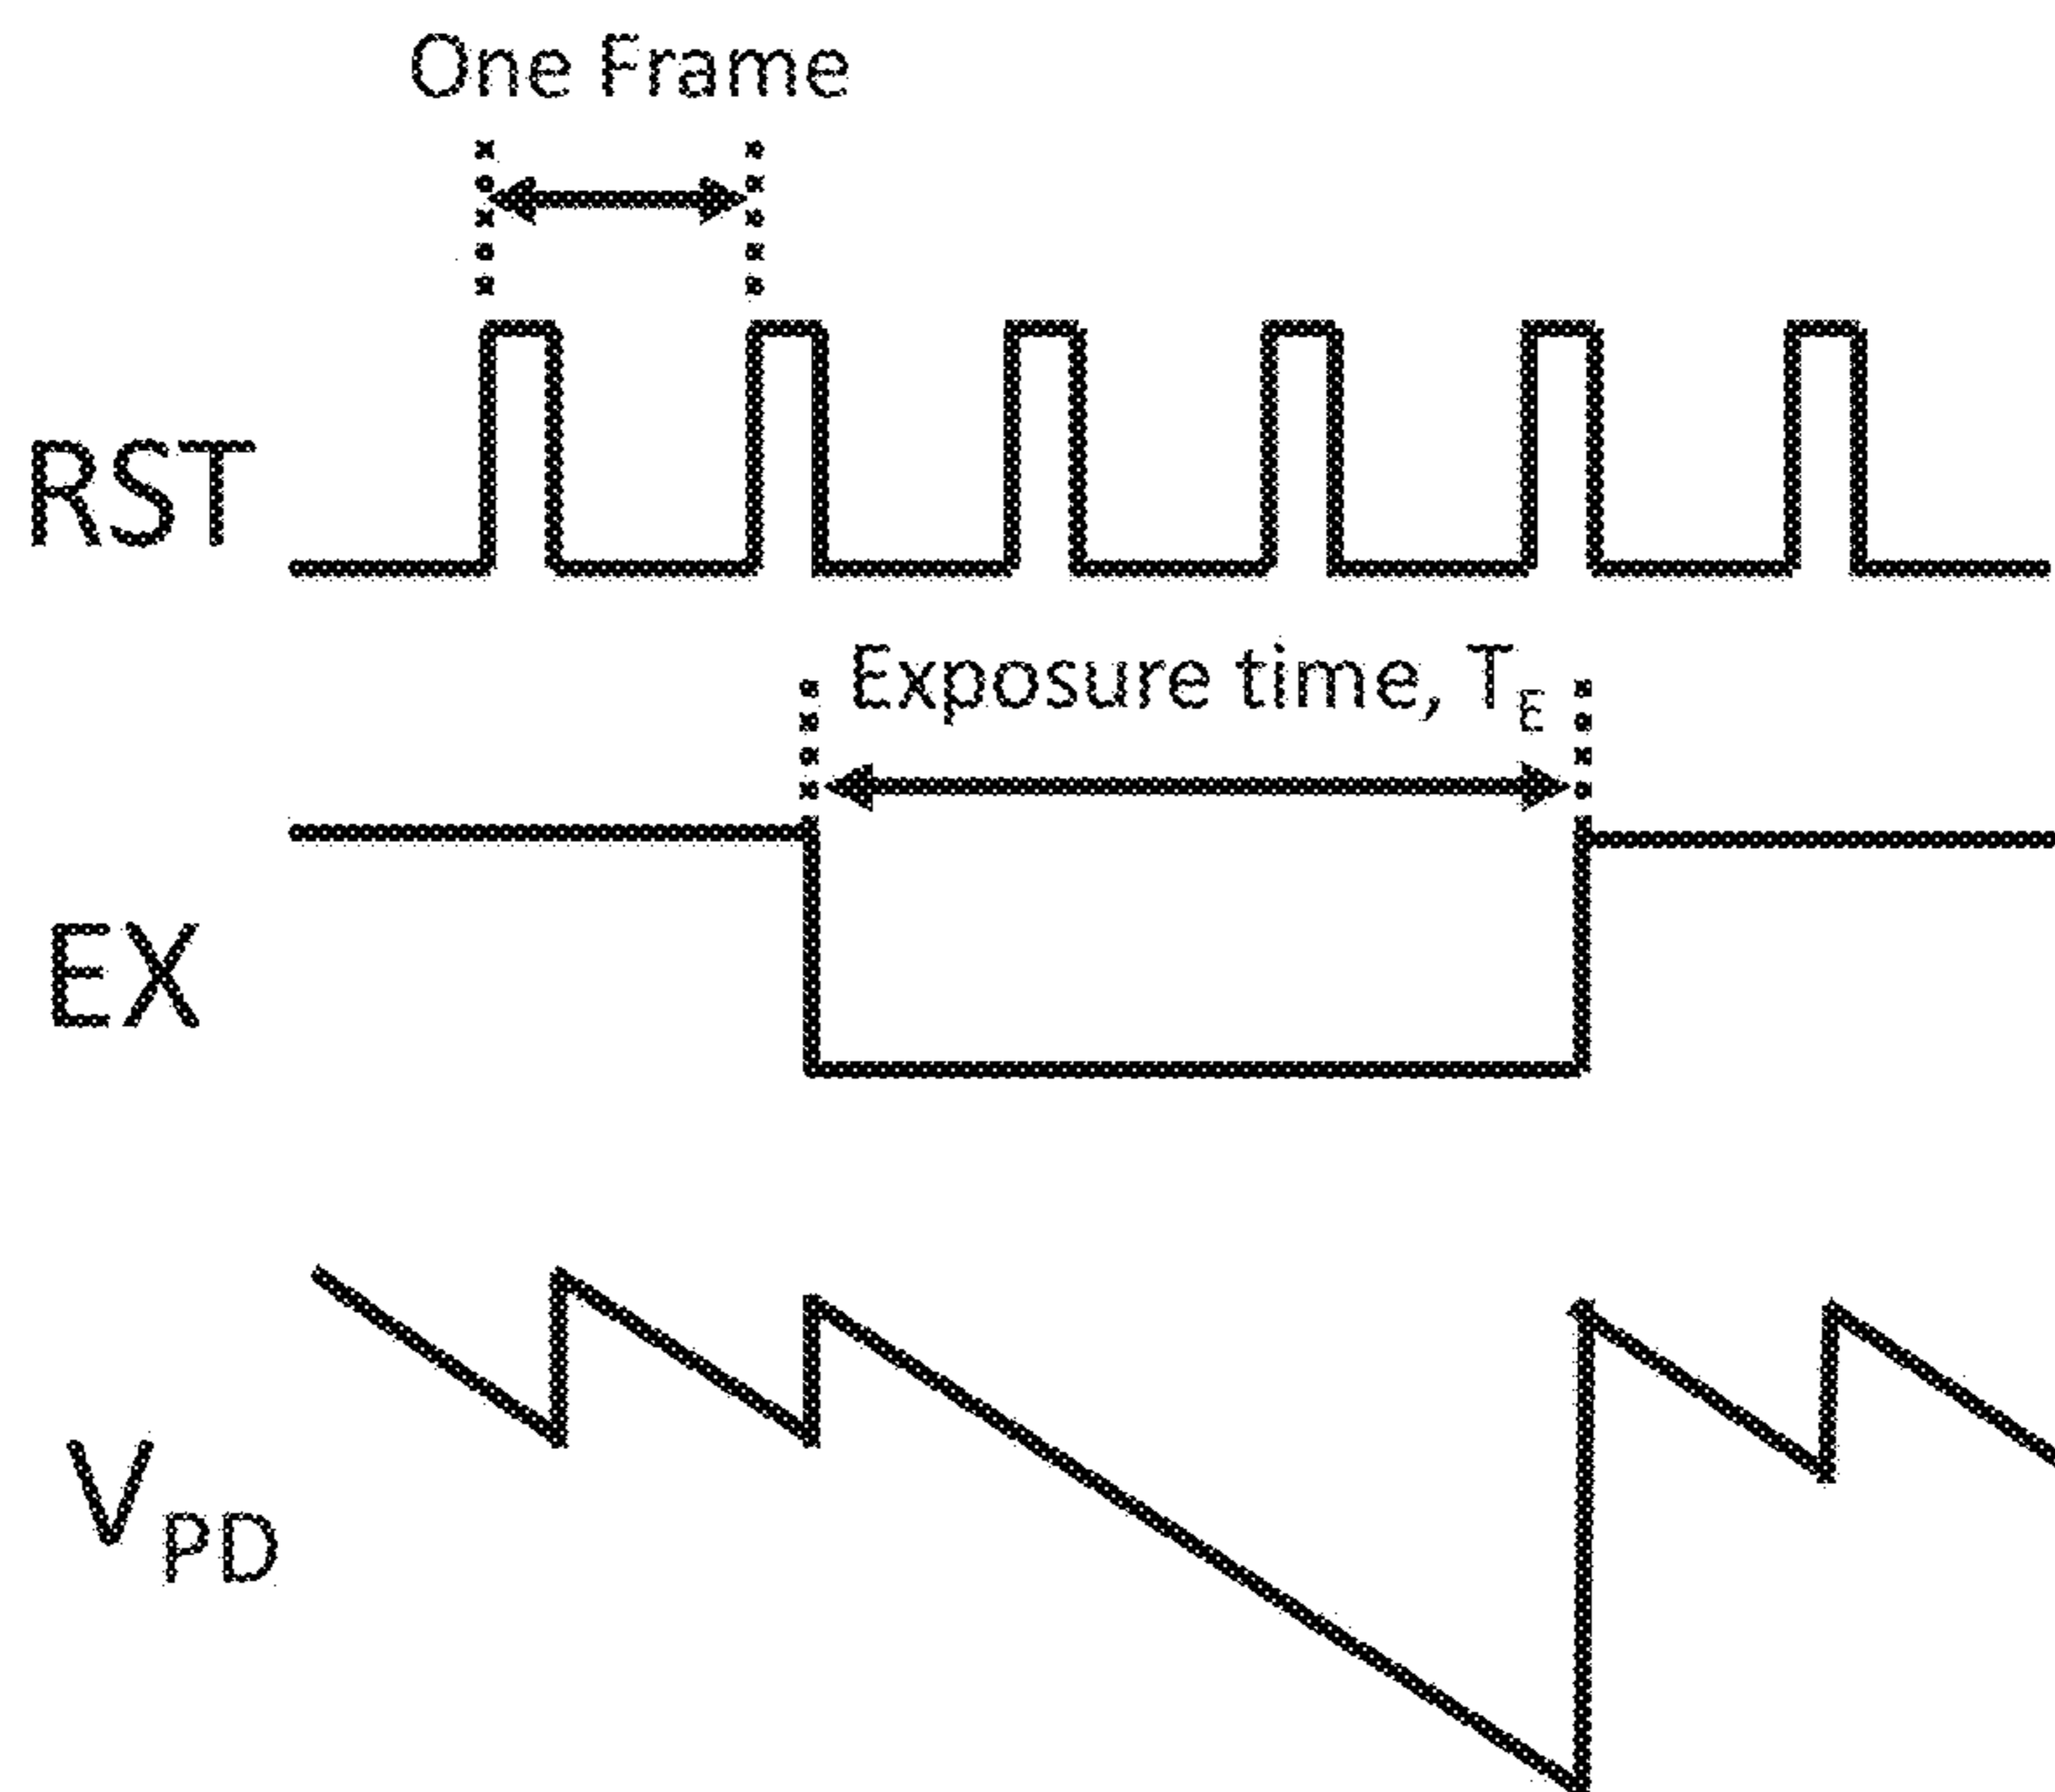 One Frame
RST
Exposure time, T_E
EX
V_PD